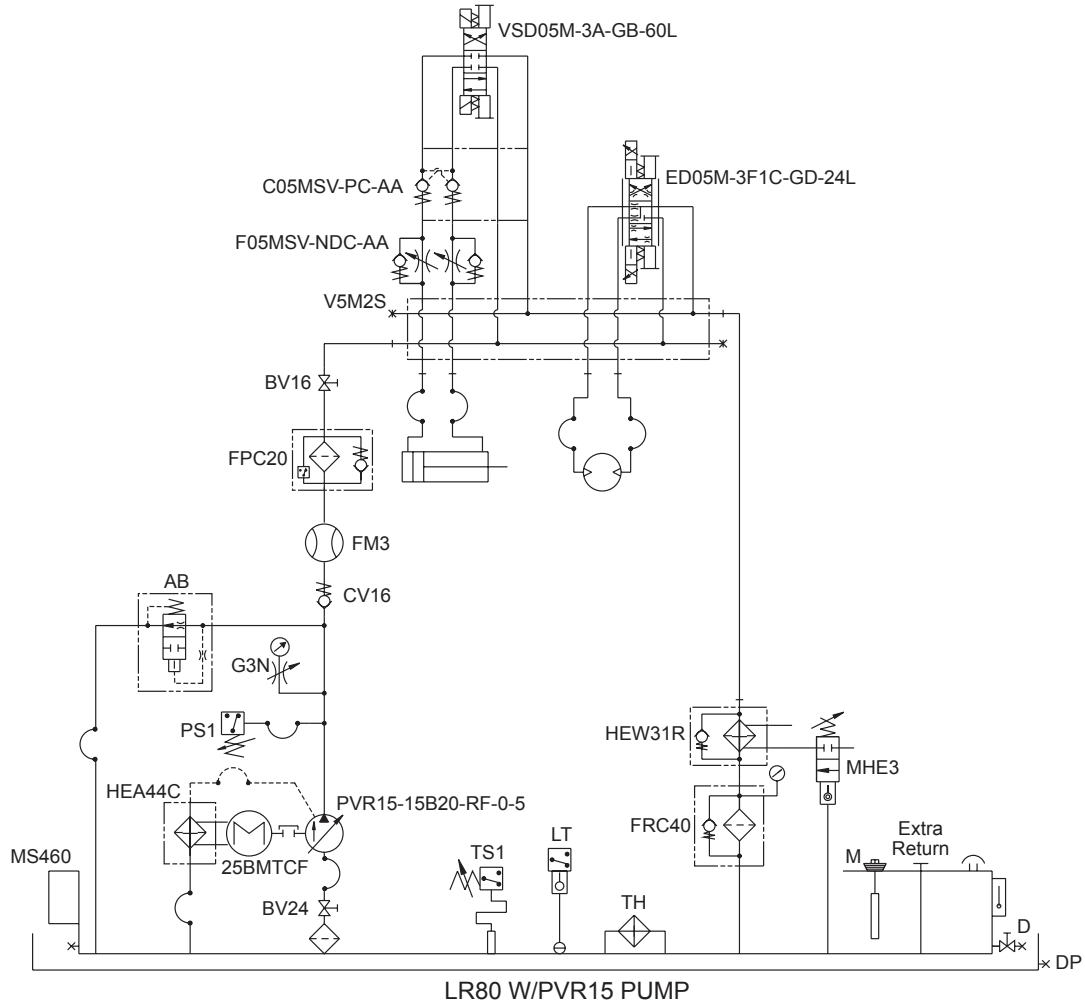 VSD05M-3A-GB-60L
ED05M-3F1C-GD-24L
C05MSV-PC-AA
F05MSV-NDC-AA
V5M2S
BV16
FPC20
FM3
AB
CV16
G3N
PS1
HEW31R
MHE3
HEA44C
PVR15-15B20-RF-0-5
FRC40
MS460
M
25BMTCF
TS1
LT
M
Extra
Return
BV24
TH
D
DP
LR80 W/PVR15 PUMP